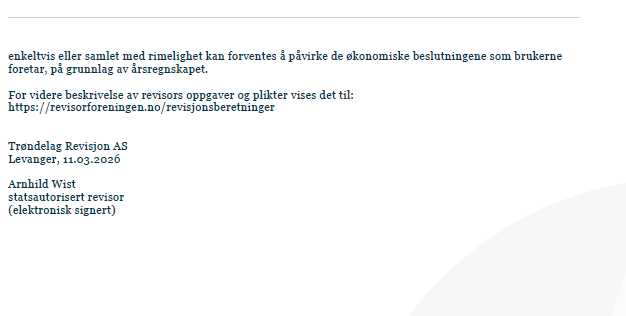 enkeltvis eller samlet med rimelighet kan forventes å påvirke de økonomiske beslutningene som brukerne
foretar, på grunnlag av årsregnskapet.
For videre beskrivelse av revisors oppgaver og plikter vises det til:
https://revisorforeningen.no/revisjonsberetninger
Trøndelag Revisjon AS
Levanger, 11.03.2026
Arnhild Wist
statsautorisert revisor
(elektronisk signert)